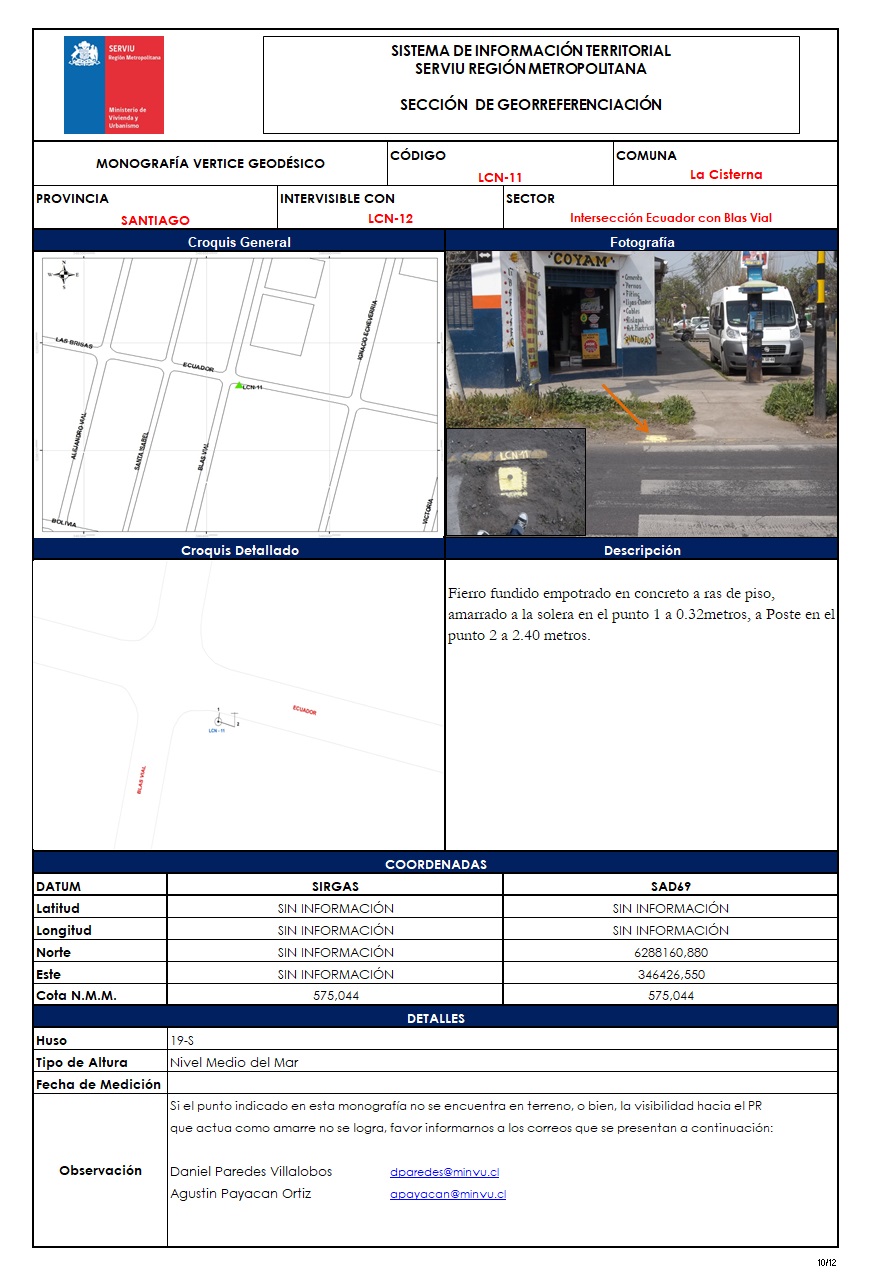 SERVIU
Región Metropolitana
Ministerio de
Vivienda y
Urbanismo
SISTEMA DE INFORMACIÓN TERRITORIAL
SERVIU REGIÓN METROPOLITANA
SECCIÓN DE GEORREFERENCIACIÓN
MONOGRAFÍA VERTICE GEODÉSICO
CÓDIGO
LCN-11
COMUNA
La Cisterna
PROVINCIA
SANTIAGO
INTERVISIBLE CON
LCN-12
SECTOR
Intersección Ecuador con Blas Vial
Croquis General
N
W E
S
LAS BRISAS
ECUADOR
IGNACIO ECHEVERRIA
LCN-11
ALEJANDRO VIAL
SANTA ISABEL
BLAS VIAL
BOLIVIA
VICTORIA
Fotografía
COYAM
Cemento
Pernos
Fitting
Cables
PINTURAS
LCN 11
Croquis Detallado
ECUADOR
1
2
LCN - 11
BLAS VIAL
Descripción
Fierro fundido empotrado en concreto a ras de piso,
amarrado a la solera en el punto 1 a 0.32metros, a Poste en el
punto 2 a 2.40 metros.
COORDENADAS
DATUM SIRGAS SAD69
Latitud SIN INFORMACIÓN SIN INFORMACIÓN
Longitud SIN INFORMACIÓN SIN INFORMACIÓN
Norte SIN INFORMACIÓN 6288160,880
Este SIN INFORMACIÓN 346426,550
Cota N.M.M. 575,044 575,044
DETALLES
Huso 19-S
Tipo de Altura Nivel Medio del Mar
Fecha de Medición
Observación
Si el punto indicado en esta monografía no se encuentra en terreno, o bien, la visibilidad hacia el PR
que actua como amarre no se logra, favor informarnos a los correos que se presentan a continuación:
Daniel Paredes Villalobos dparedes@minvu.cl
Agustin Payacan Ortiz apayacan@minvu.cl
10/12